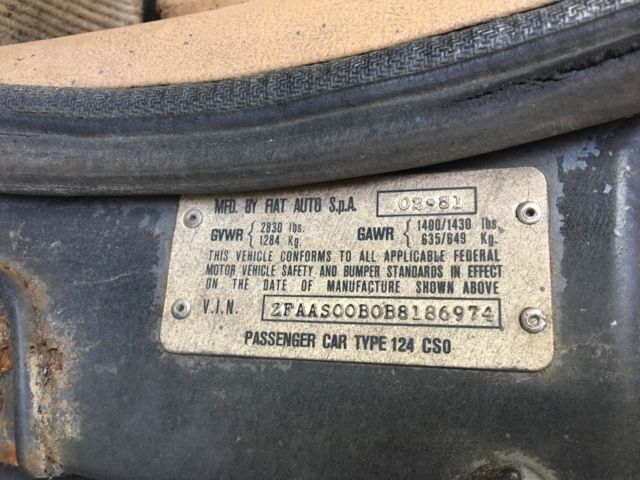 MFD. BY FIAT AUTO S.p.A. 02-81
GVWR { 2830 lbs. 1284 Kg. GAWR { 1400/1430 lbs. 635/649 Kg.
THIS VEHICLE CONFORMS TO ALL APPLICABLE FEDERAL
MOTOR VEHICLE SAFETY AND BUMPER STANDARDS IN EFFECT
ON THE DATE OF MANUFACTURE SHOWN ABOVE
V.I.N. ZFAAS00B0B8186974
PASSENGER CAR TYPE 124 CS0